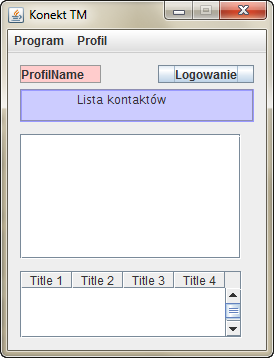 Konekt TM
Program Profil
ProfilName Logowanie
Lista kontaktów
Title 1 Title 2 Title 3 Title 4